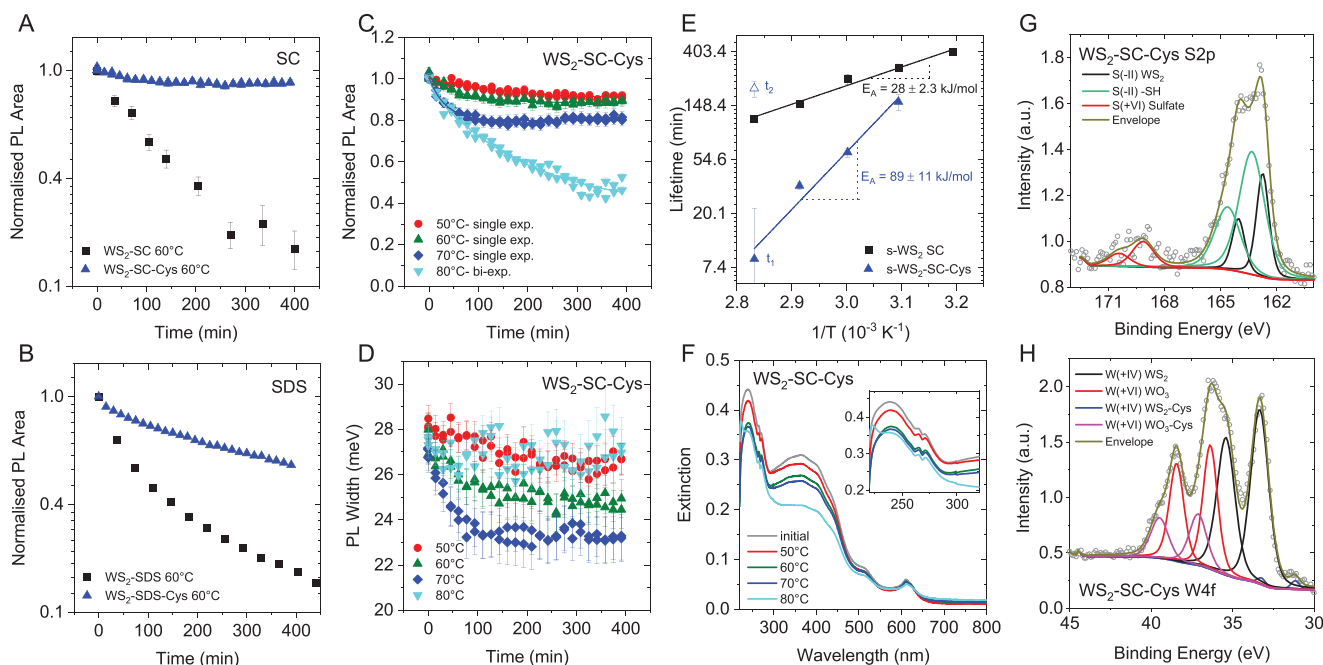 A
SC
Normalised PL Area
1.0
0.4
0.1
WS2-SC 60°C
WS2-SC-Cys 60°C
0 100 200 300 400
Time (min)
B
SDS
Normalised PL Area
1.0
0.4
0.1
WS2-SDS 60°C
WS2-SDS-Cys 60°C
0 100 200 300 400
Time (min)
C
WS2-SC-Cys
Normalised PL Area
1.2
1.0
0.8
0.6
0.4
0.2
0.0
50°C- single exp.
60°C- single exp.
70°C- single exp.
80°C- bi-exp.
0 100 200 300 400
Time (min)
D
WS2-SC-Cys
PL Width (meV)
30
28
26
24
22
20
50°C
60°C
70°C
80°C
0 100 200 300 400
Time (min)
E
Lifetime (min)
403.4
148.4
54.6
20.1
7.4
t2
EA = 28 ± 2.3 kJ/mol
EA = 89 ± 11 kJ/mol
t1
s-WS2 SC
s-WS2-SC-Cys
2.8 2.9 3.0 3.1 3.2
1/T (10-3 K-1)
F
WS2-SC-Cys
Extinction
0.5
0.4
0.3
0.2
0.1
0.0
0.4
0.3
0.2
240 270 300
initial
50°C
60°C
70°C
80°C
300 400 500 600 700 800
Wavelength (nm)
G
WS2-SC-Cys S2p
Intensity (a.u.)
1.8
1.6
1.4
1.2
1.0
0.8
S(-II) WS2
S(-II) -SH
S(+VI) Sulfate
Envelope
171 168 165 162
Binding Energy (eV)
H
Intensity (a.u.)
2.0
1.5
1.0
0.5
0.0
W(+IV) WS2
W(+VI) WO3
W(+IV) WS2-Cys
W(+VI) WO3-Cys
Envelope
WS2-SC-Cys W4f
45 40 35 30
Binding Energy (eV)